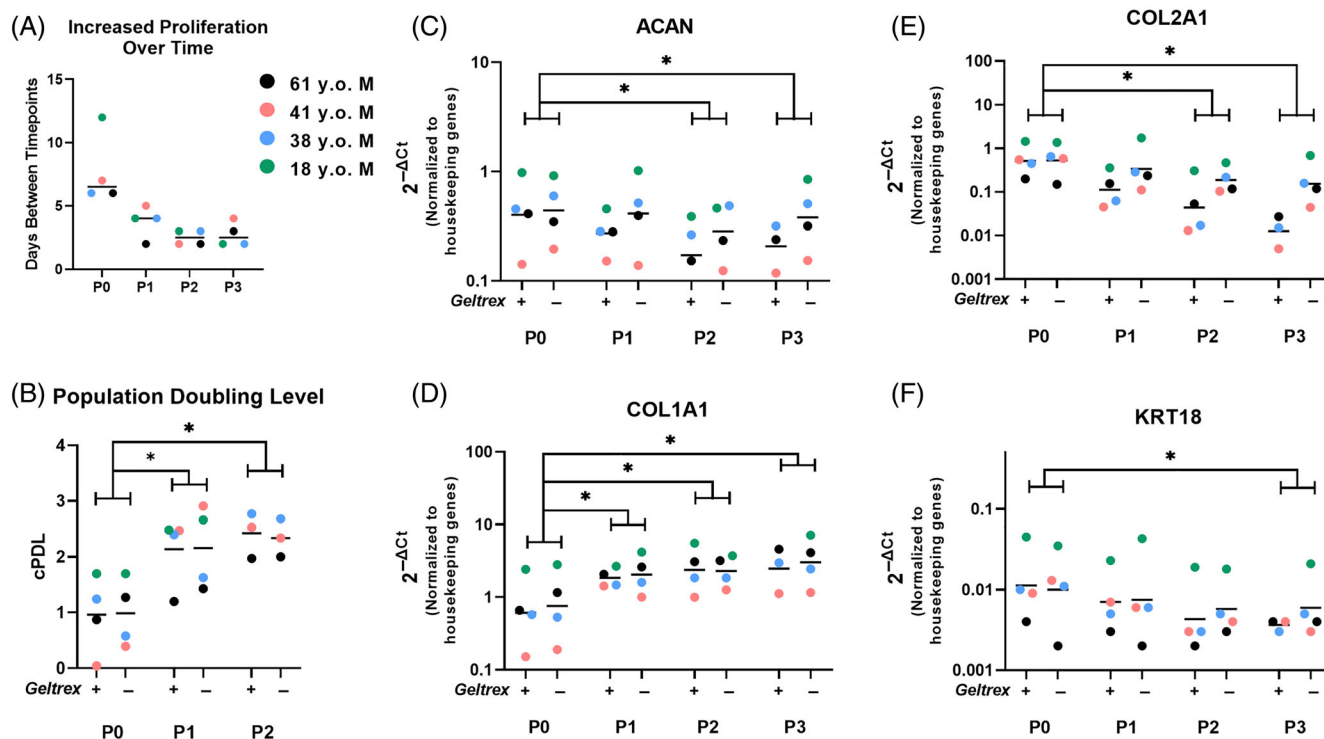 (A)
Increased Proliferation
Over Time
Days Between Timepoints
15
10
5
0
P0 P1 P2 P3
61 y.o. M
41 y.o. M
38 y.o. M
18 y.o. M
(B) Population Doubling Level
cPDL
4
3
2
1
0
* *
Geltrex + − + − + −
P0 P1 P2
(C) ACAN
2−ΔCt
(Normalized to
housekeeping genes)
10
1
0.1
* *
Geltrex + − + − + − + −
P0 P1 P2 P3
(D) COL1A1
2−ΔCt
(Normalized to
housekeeping genes)
100
10
1
0.1
* * *
Geltrex + − + − + − + −
P0 P1 P2 P3
(E) COL2A1
2−ΔCt
(Normalized to
housekeeping genes)
100
10
1
0.1
0.01
0.001
* *
Geltrex + − + − + − + −
P0 P1 P2 P3
(F) KRT18
2−ΔCt
(Normalized to
housekeeping genes)
0.1
0.01
0.001
*
Geltrex + − + − + − + −
P0 P1 P2 P3